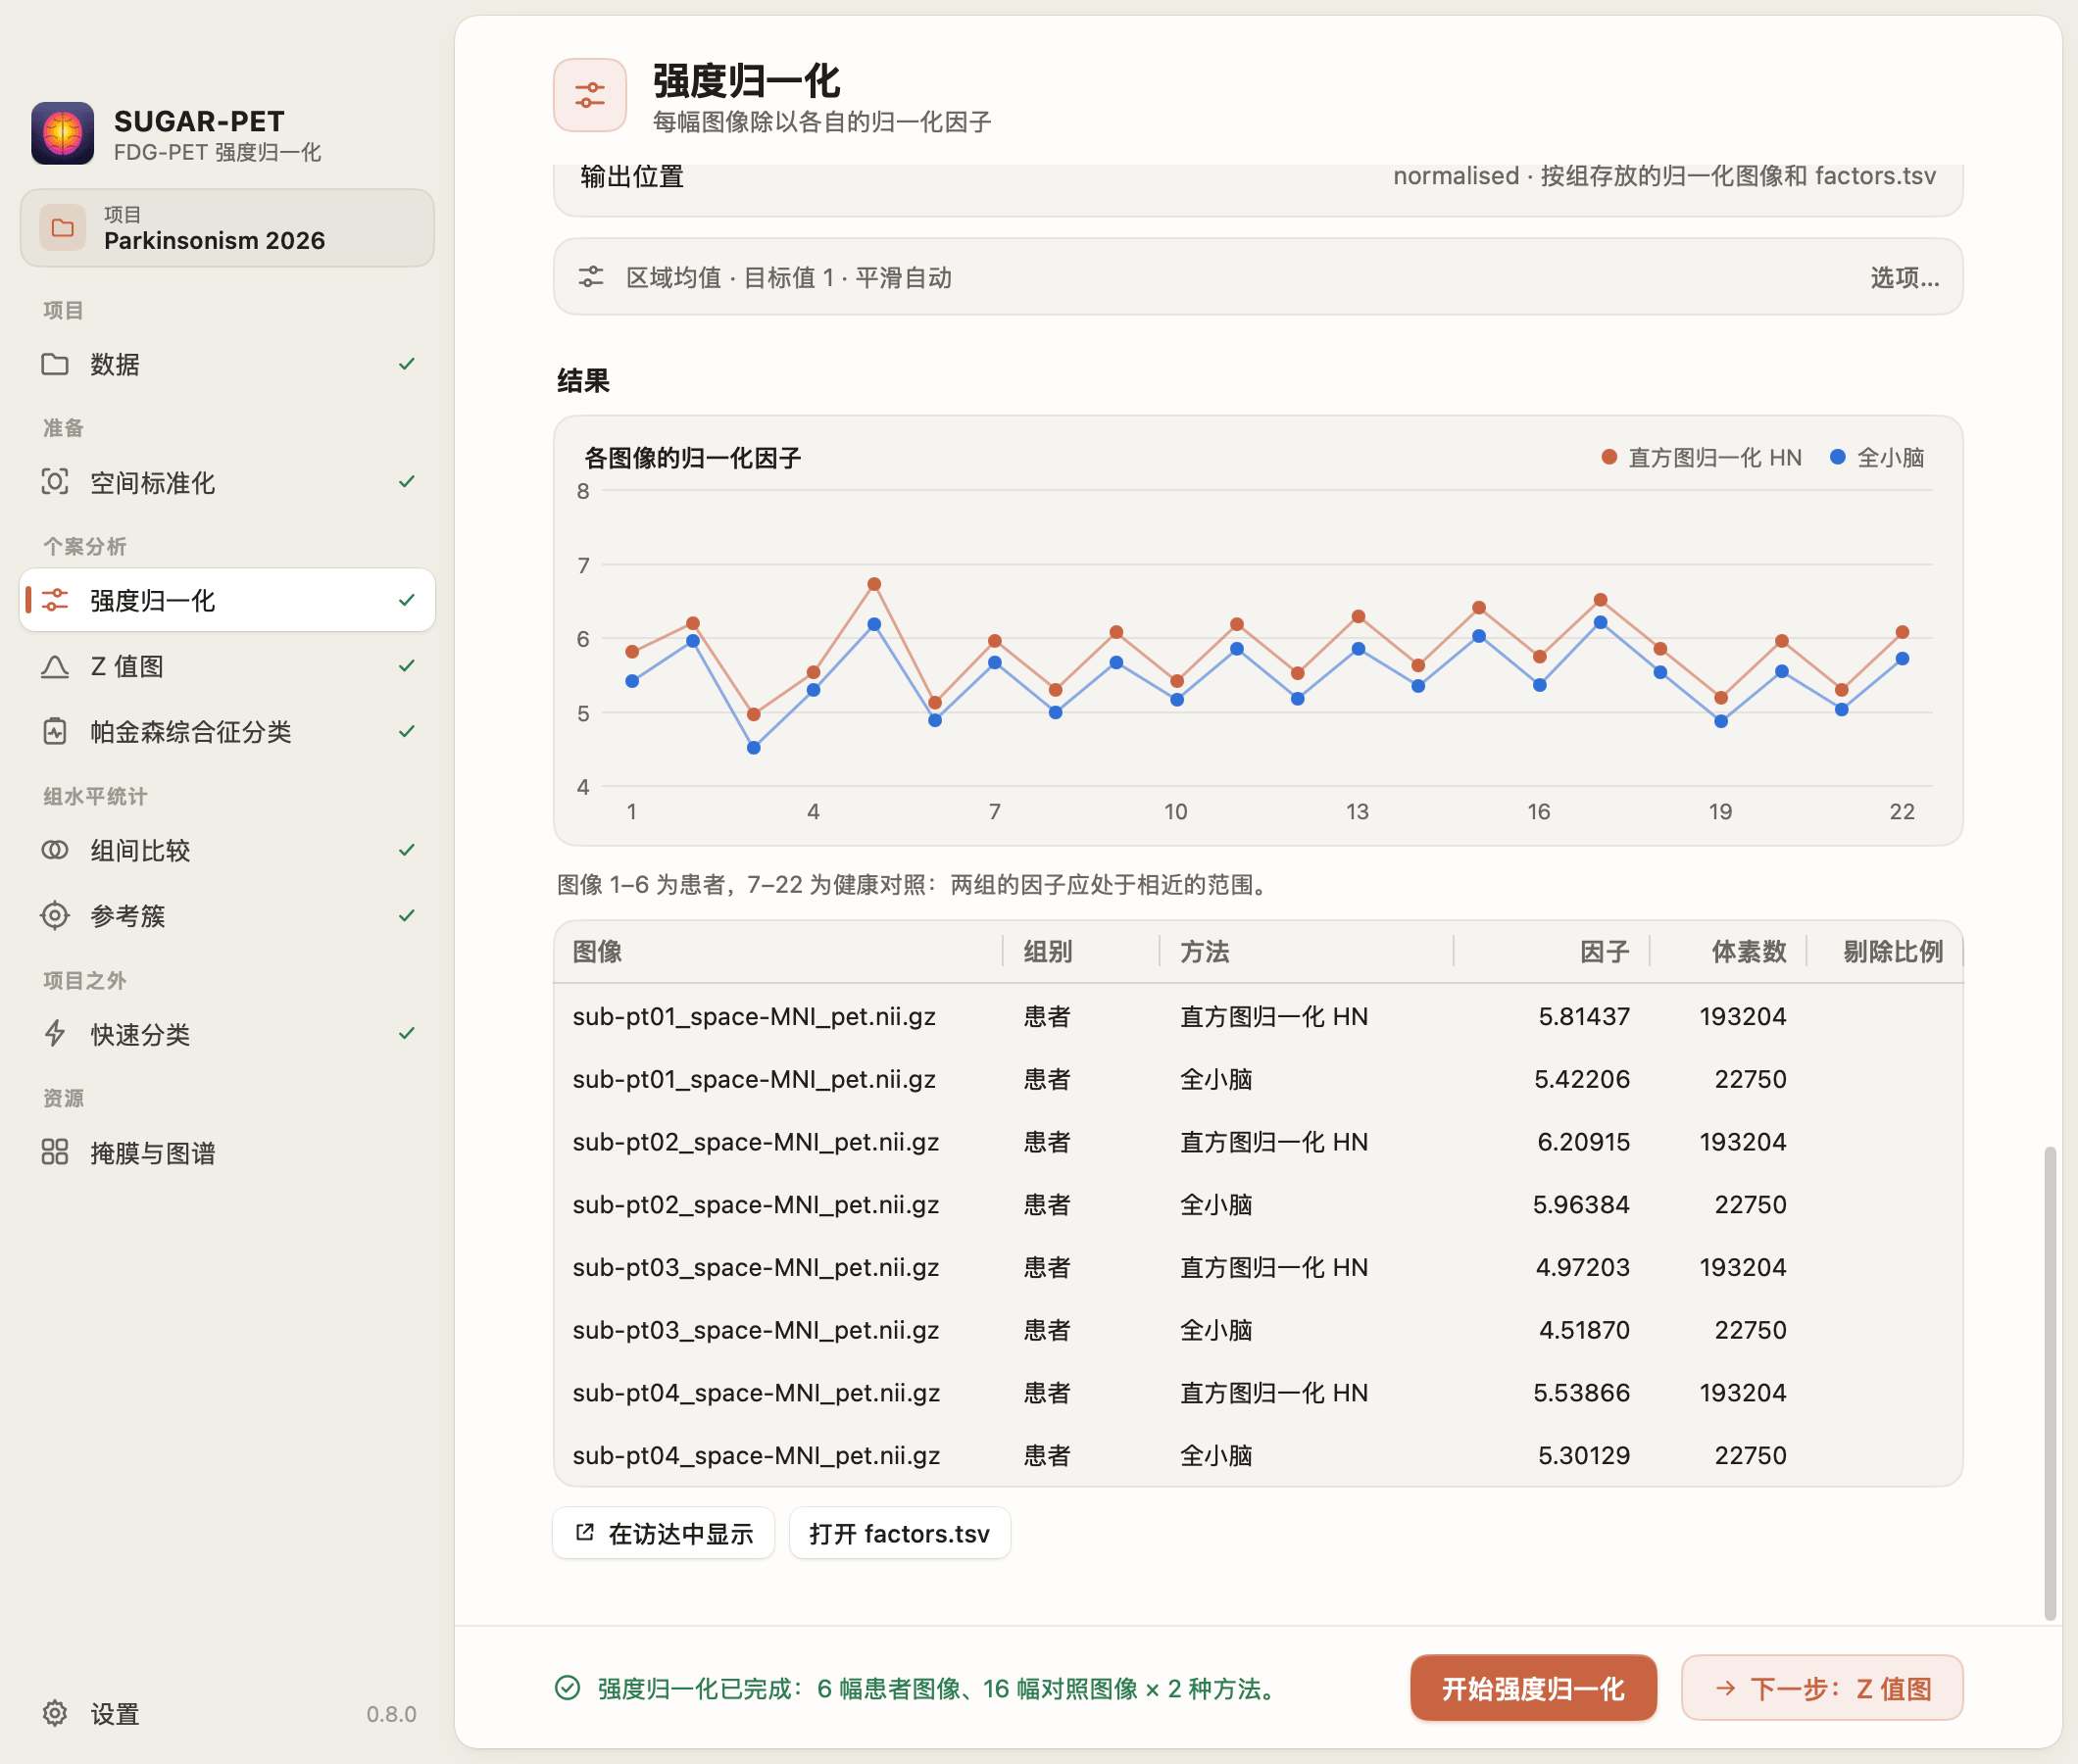 SUGAR-PET
FDG-PET 强度归一化
项目
Parkinsonism 2026
项目
数据
准备
空间标准化
个案分析
强度归一化
Z 值图
帕金森综合征分类
组水平统计
组间比较
参考簇
项目之外
快速分类
资源
掩膜与图谱
设置 0.8.0
强度归一化
每幅图像除以各自的归一化因子
输出位置 normalised · 按组存放的归一化图像和 factors.tsv
区域均值 · 目标值 1 · 平滑自动 选项...
结果
各图像的归一化因子 直方图归一化 HN 全小脑
8
7
6
5
4
1 4 7 10 13 16 19 22
图像 1–6 为患者，7–22 为健康对照：两组的因子应处于相近的范围。
图像 组别 方法 因子 体素数 剔除比例
sub-pt01_space-MNI_pet.nii.gz 患者 直方图归一化 HN 5.81437 193204
sub-pt01_space-MNI_pet.nii.gz 患者 全小脑 5.42206 22750
sub-pt02_space-MNI_pet.nii.gz 患者 直方图归一化 HN 6.20915 193204
sub-pt02_space-MNI_pet.nii.gz 患者 全小脑 5.96384 22750
sub-pt03_space-MNI_pet.nii.gz 患者 直方图归一化 HN 4.97203 193204
sub-pt03_space-MNI_pet.nii.gz 患者 全小脑 4.51870 22750
sub-pt04_space-MNI_pet.nii.gz 患者 直方图归一化 HN 5.53866 193204
sub-pt04_space-MNI_pet.nii.gz 患者 全小脑 5.30129 22750
在访达中显示 打开 factors.tsv
强度归一化已完成：6 幅患者图像、16 幅对照图像 × 2 种方法。 开始强度归一化 → 下一步：Z 值图